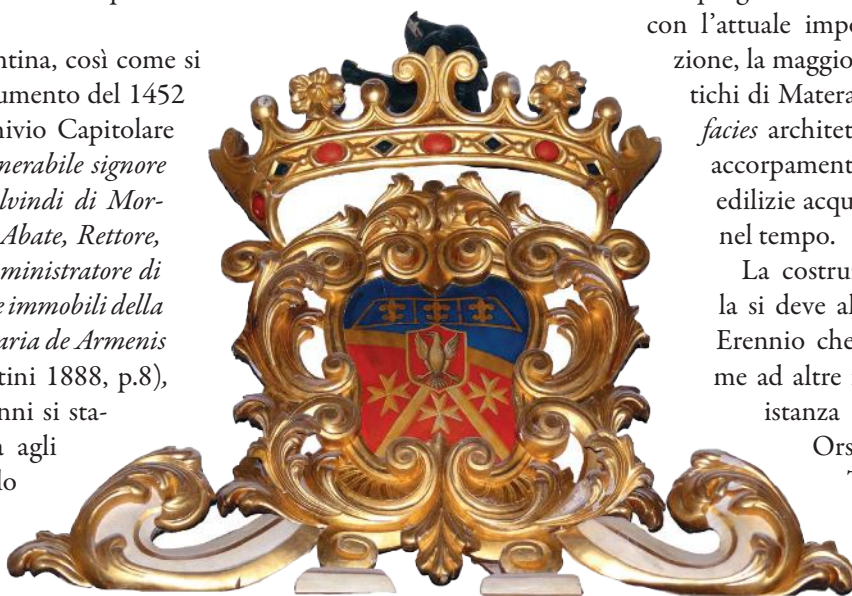 ntina, così come si
umento del 1452
nivio Capitolare
nerabile signore
lvindi di Mor-
Abate, Rettore,
ministratore di
e immobili della
aria de Armenis
tini 1888, p.8),
nni si sta-
agli
lo
con l’attuale impo
zione, la maggio
tichi di Matera
facies architet
accorpament
edilizie acqu
nel tempo.
La costru
la si deve al
Erennio che
me ad altre
istanza
Ors